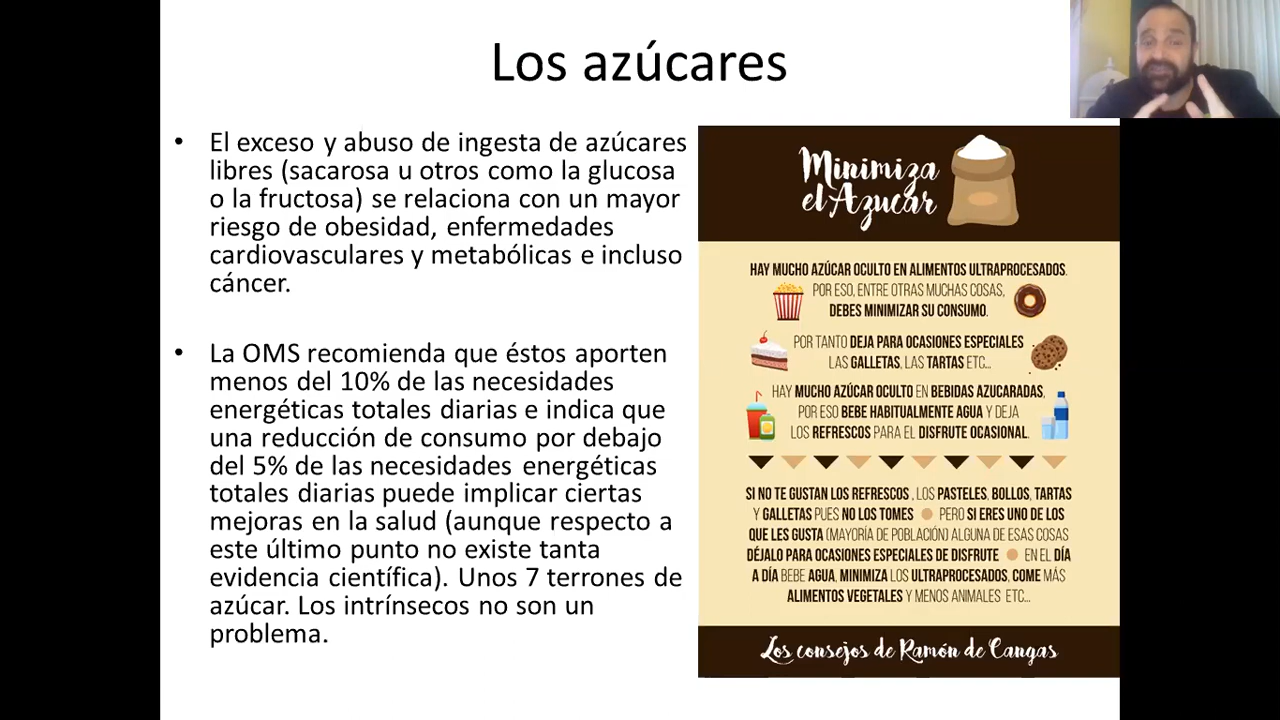 Los azúcares
• El exceso y abuso de ingesta de azúcares
libres (sacarosa u otros como la glucosa
o la fructosa) se relaciona con un mayor
riesgo de obesidad, enfermedades
cardiovasculares y metabólicas e incluso
cáncer.
• La OMS recomienda que éstos aporten
menos del 10% de las necesidades
energéticas totales diarias e indica que
una reducción de consumo por debajo
del 5% de las necesidades energéticas
totales diarias puede implicar ciertas
mejoras en la salud (aunque respecto a
este último punto no existe tanta
evidencia científica). Unos 7 terrones de
azúcar. Los intrínsecos no son un
problema.
Minimiza
el Azucar
HAY MUCHO AZÚCAR OCULTO EN ALIMENTOS ULTRAPROCESADOS.
POR ESO, ENTRE OTRAS MUCHAS COSAS,
DEBES MINIMIZAR SU CONSUMO.
POR TANTO DEJA PARA OCASIONES ESPECIALES
LAS GALLETAS, LAS TARTAS ETC...
HAY MUCHO AZÚCAR OCULTO EN BEBIDAS AZUCARADAS,
POR ESO BEBE HABITUALMENTE AGUA Y DEJA
LOS REFRESCOS PARA EL DISFRUTE OCASIONAL.
SI NO TE GUSTAN LOS REFRESCOS , LOS PASTELES, BOLLOS, TARTAS
Y GALLETAS PUES NO LOS TOMES PERO SI ERES UNO DE LOS
QUE LES GUSTA (MAYORÍA DE POBLACIÓN) ALGUNA DE ESAS COSAS
DÉJALO PARA OCASIONES ESPECIALES DE DISFRUTE EN EL DÍA
A DÍA BEBE AGUA, MINIMIZA LOS ULTRAPROCESADOS, COME MÁS
ALIMENTOS VEGETALES Y MENOS ANIMALES ETC...
Los consejos de Ramón de Cangas